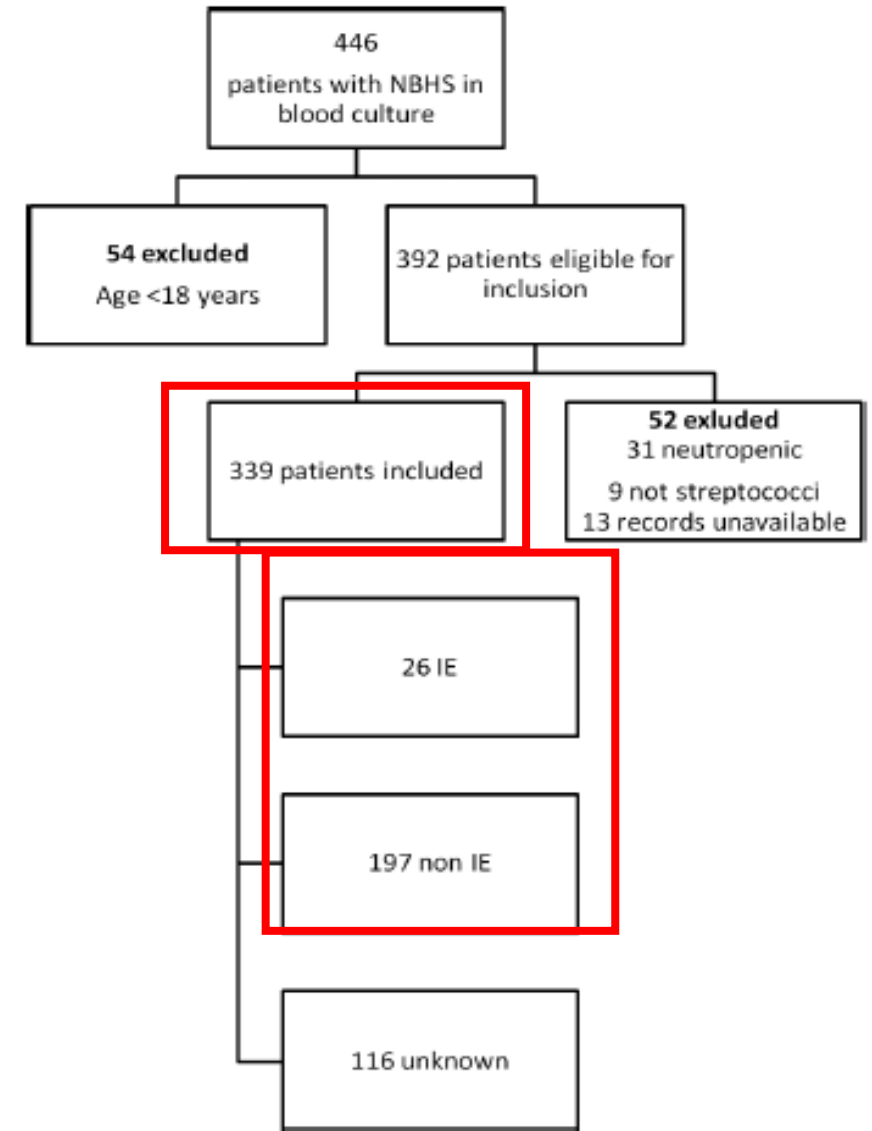 446
patients with NBHS in
blood culture
54 excluded
Age <18 years
392 patients eligible for
inclusion
339 patients included
52 exluded
31 neutropenic
9 not streptococci
13 records unavailable
26 IE
197 non IE
116 unknown